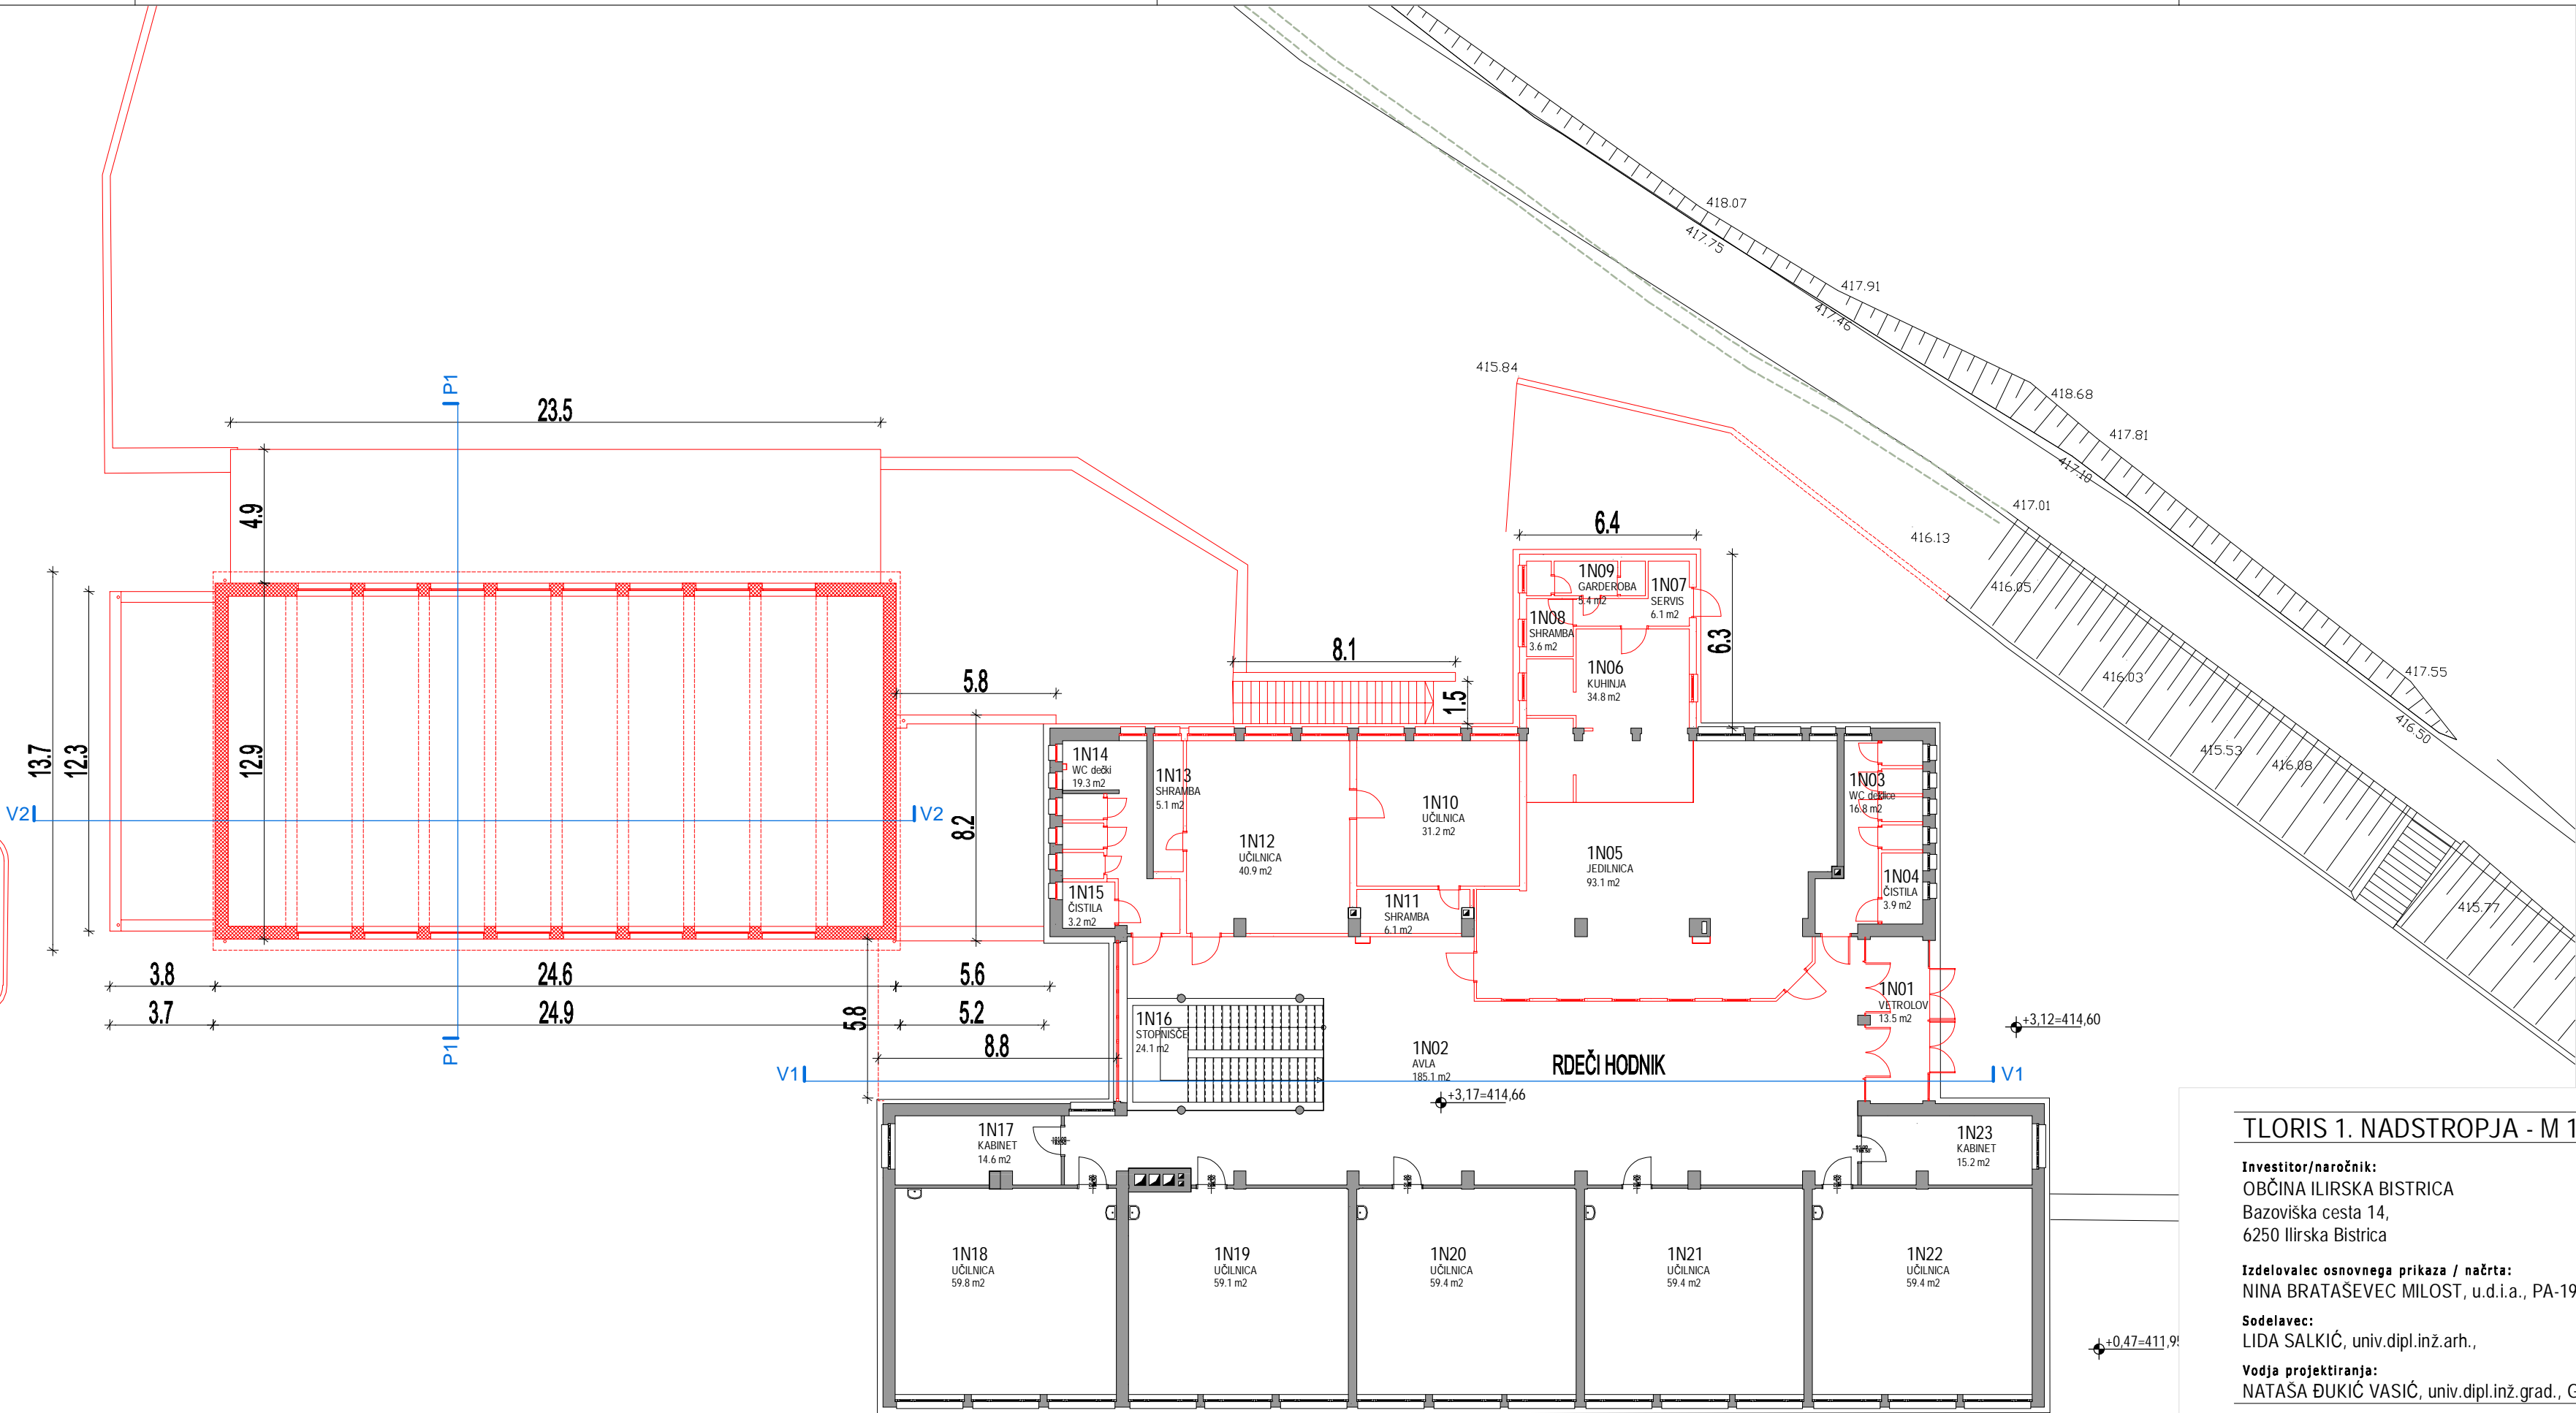 418.07
417.75
417.91
417.46
415.84
418.68
417.81
417.10
417.01
416.13
416.05
416.03
417.55
416.50
415.53
416.08
415.77
P1
23.5
4.9
6.4
1N09
GARDEROBA
5.4 m2
1N07
SERVIS
6.1 m2
1N08
SHRAMBA
3.6 m2
6.3
8.1
1.5
5.8
1N06
KUHINJA
34.8 m2
13.7
12.3
12.9
V2
V2
8.2
1N14
WC dečki
19.3 m2
1N13
SHRAMBA
5.1 m2
1N12
UČILNICA
40.9 m2
1N10
UČILNICA
31.2 m2
1N05
JEDILNICA
93.1 m2
1N03
WC deklice
16.8 m2
1N04
ČISTILA
3.9 m2
1N15
ČISTILA
3.2 m2
1N11
SHRAMBA
6.1 m2
3.8
24.6
5.6
3.7
24.9
5.2
5.8
8.8
P1
1N16
STOPNIŠČE
24.1 m2
1N02
AVLA
185.1 m2
RDEČI HODNIK
1N01
VETROLOV
13.5 m2
+3,12=414,60
V1
V1
+3,17=414,66
1N17
KABINET
14.6 m2
1N23
KABINET
15.2 m2
1N18
UČILNICA
59.8 m2
1N19
UČILNICA
59.1 m2
1N20
UČILNICA
59.4 m2
1N21
UČILNICA
59.4 m2
1N22
UČILNICA
59.4 m2
+0,47=411,95
TLORIS 1. NADSTROPJA - M 1
Investitor/naročnik:
OBČINA ILIRSKA BISTRICA
Bazoviška cesta 14,
6250 Ilirska Bistrica
Izdelovalec osnovnega prikaza / načrta:
NINA BRATAŠEVEC MILOST, u.d.i.a., PA-19
Sodelavec:
LIDA SALKIĆ, univ.dipl.inž.arh.,
Vodja projektiranja:
NATAŠA ĐUKIĆ VASIĆ, univ.dipl.inž.grad., G